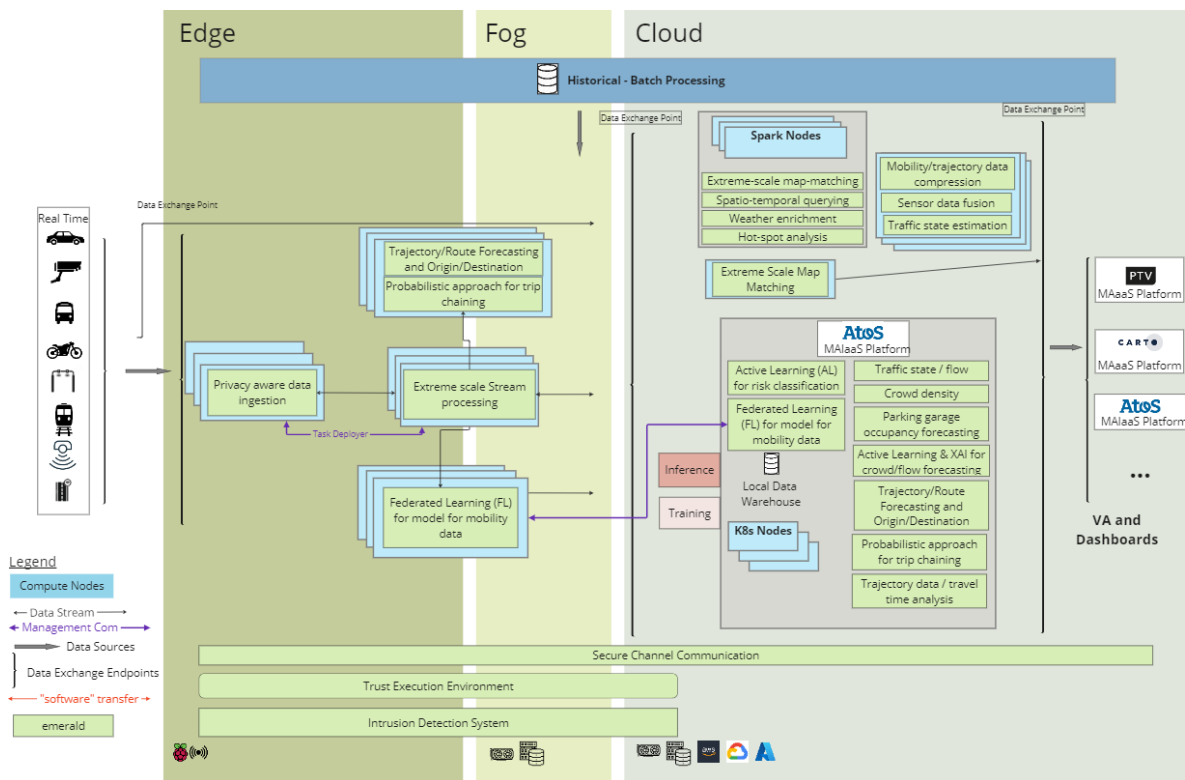 Edge
Fog
Cloud
Historical - Batch Processing
Data Exchange Point
Data Exchange Point
Spark Nodes
Extreme-scale map-matching
Spatio-temporal querying
Weather enrichment
Hot-spot analysis
Mobility/trajectory data
compression
Sensor data fusion
Traffic state estimation
Data Exchange Point
Real Time
Trajectory/Route Forecasting
and Origin/Destination
Probabilistic approach for trip
chaining
Extreme Scale Map
Matching
PTV
MAaaS Platform
CARTO
MAaaS Platform
Atos
MAIaaS Platform
...
VA and
Dashboards
Privacy aware data
ingestion
Extreme scale Stream
processing
Task Deployer
Federated Learning (FL)
for model for mobility
data
Atos
MAIaaS Platform
Active Learning (AL)
for risk classification
Federated Learning
(FL) for model for
mobility data
Local Data
Warehouse
K8s Nodes
Inference
Training
Traffic state / flow
Crowd density
Parking garage
occupancy forecasting
Active Learning & XAI for
crowd/flow forecasting
Trajectory/Route
Forecasting and
Origin/Destination
Probabilistic approach
for trip chaining
Trajectory data / travel
time analysis
Legend
Compute Nodes
Data Stream
Management Com
Data Sources
Data Exchange Endpoints
"software" transfer
emerald
Secure Channel Communication
Trust Execution Environment
Intrusion Detection System
aws